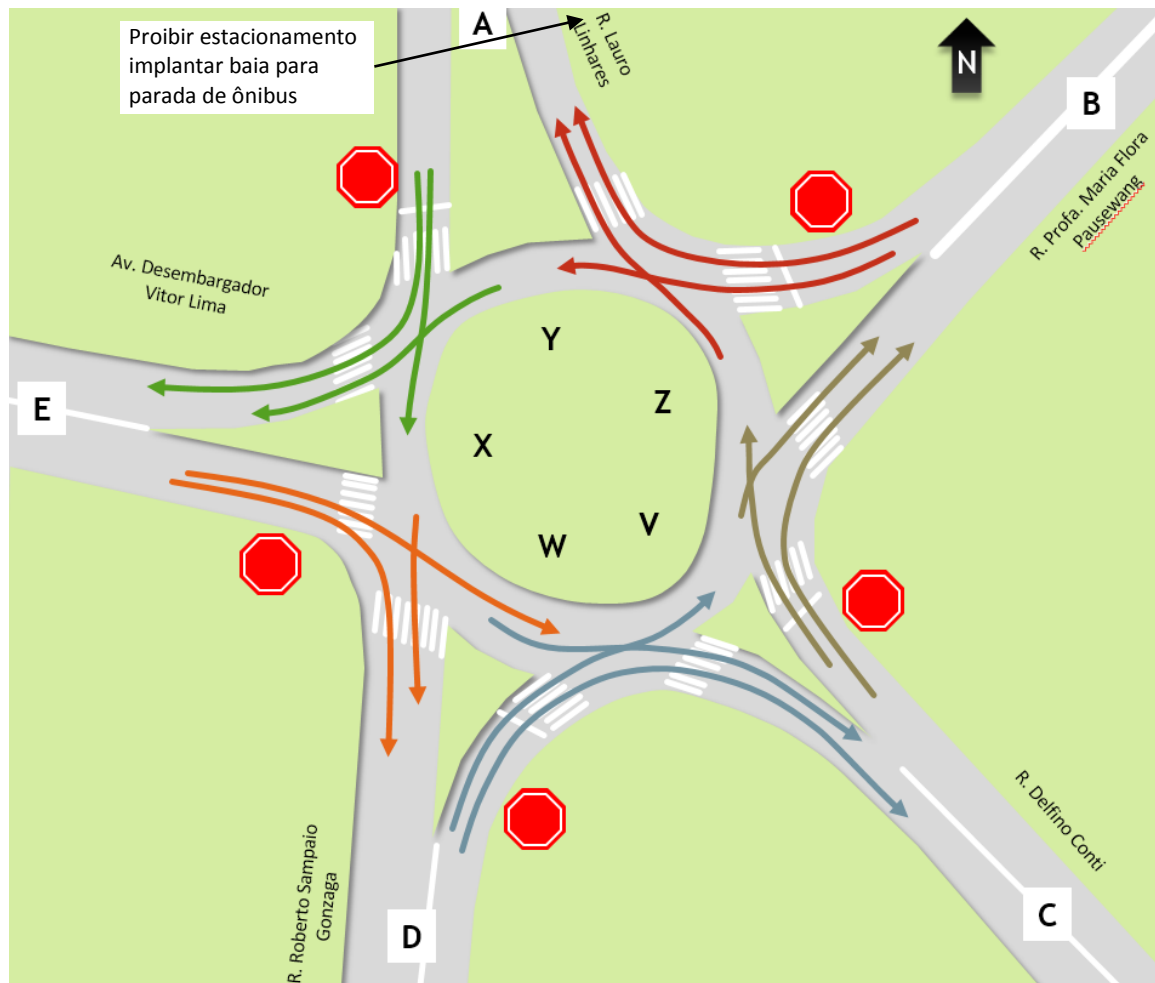 Proibir estacionamento
implantar baia para
parada de ônibus
A
R. Lauro
Linhares
N
B
R. Profa. Maria Flora
Pausewang
Av. Desembargador
Vitor Lima
Y
Z
E
X
V
W
R. Delfino Conti
R. Roberto Sampaio
Gonzaga
D
C